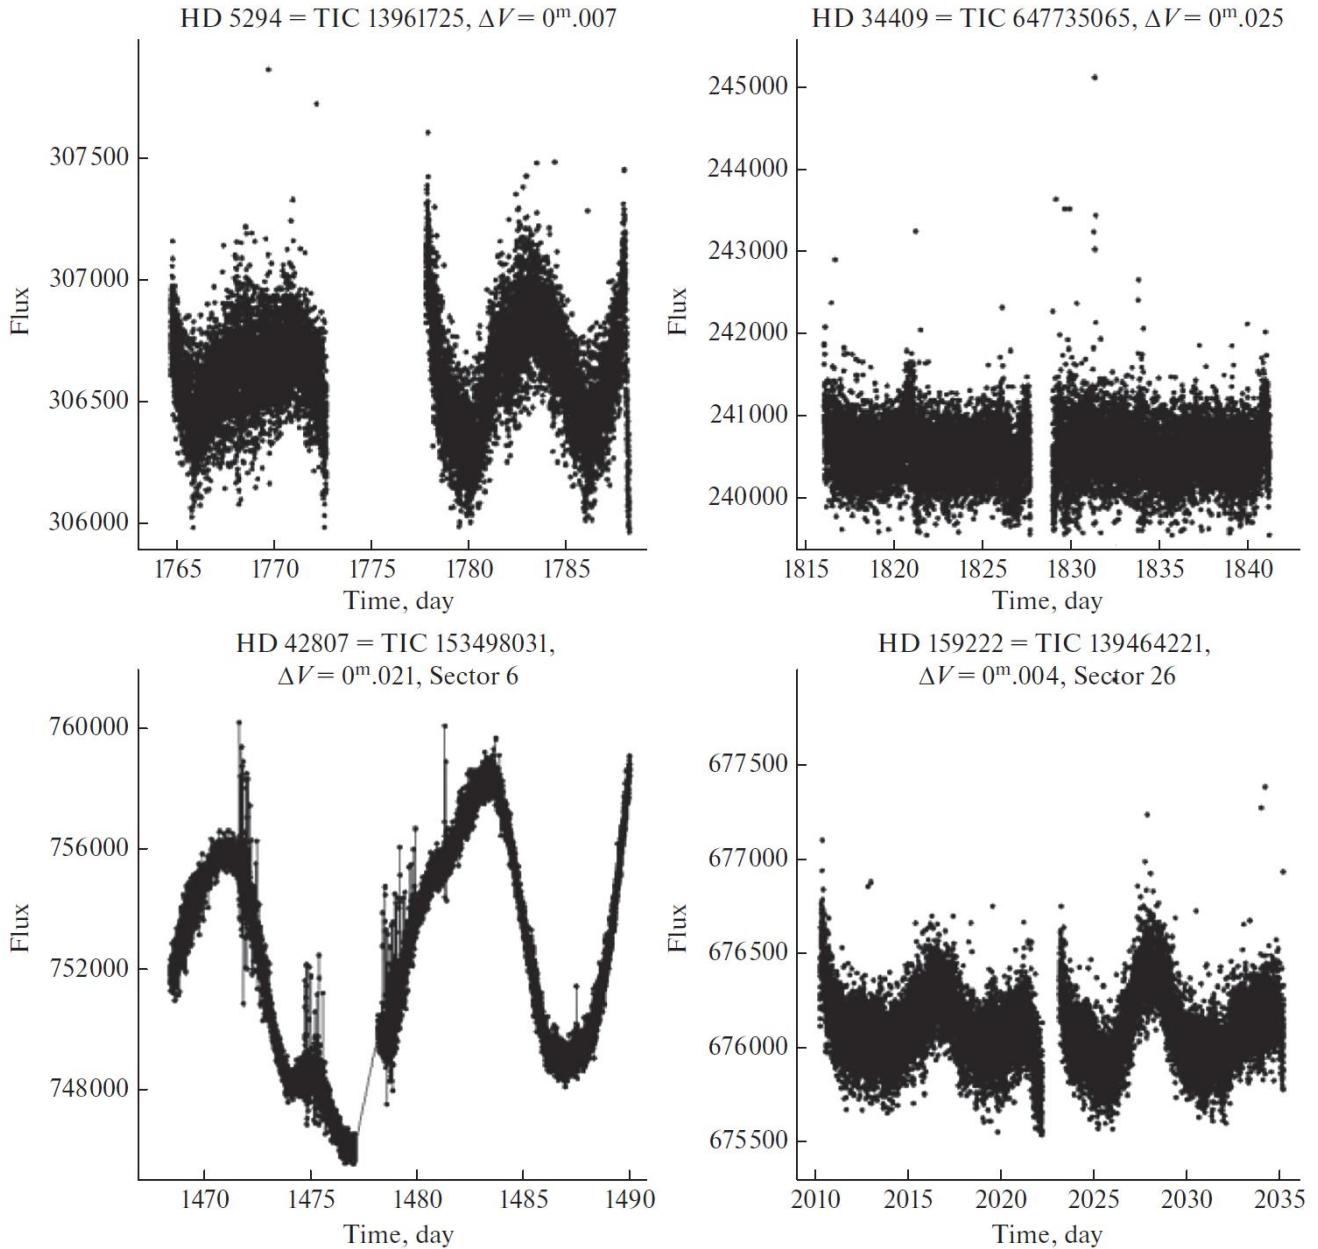 HD 5294 = TIC 13961725, ΔV = 0ᵐ.007
307500
307000
306500
306000
Flux
1765 1770 1775 1780 1785
Time, day
HD 34409 = TIC 647735065, ΔV = 0ᵐ.025
245000
244000
243000
242000
241000
240000
Flux
1815 1820 1825 1830 1835 1840
Time, day
HD 42807 = TIC 153498031,
ΔV = 0ᵐ.021, Sector 6
760000
756000
752000
748000
Flux
1470 1475 1480 1485 1490
Time, day
HD 159222 = TIC 139464221,
ΔV = 0ᵐ.004, Sector 26
677500
677000
676500
676000
675500
Flux
2010 2015 2020 2025 2030 2035
Time, day